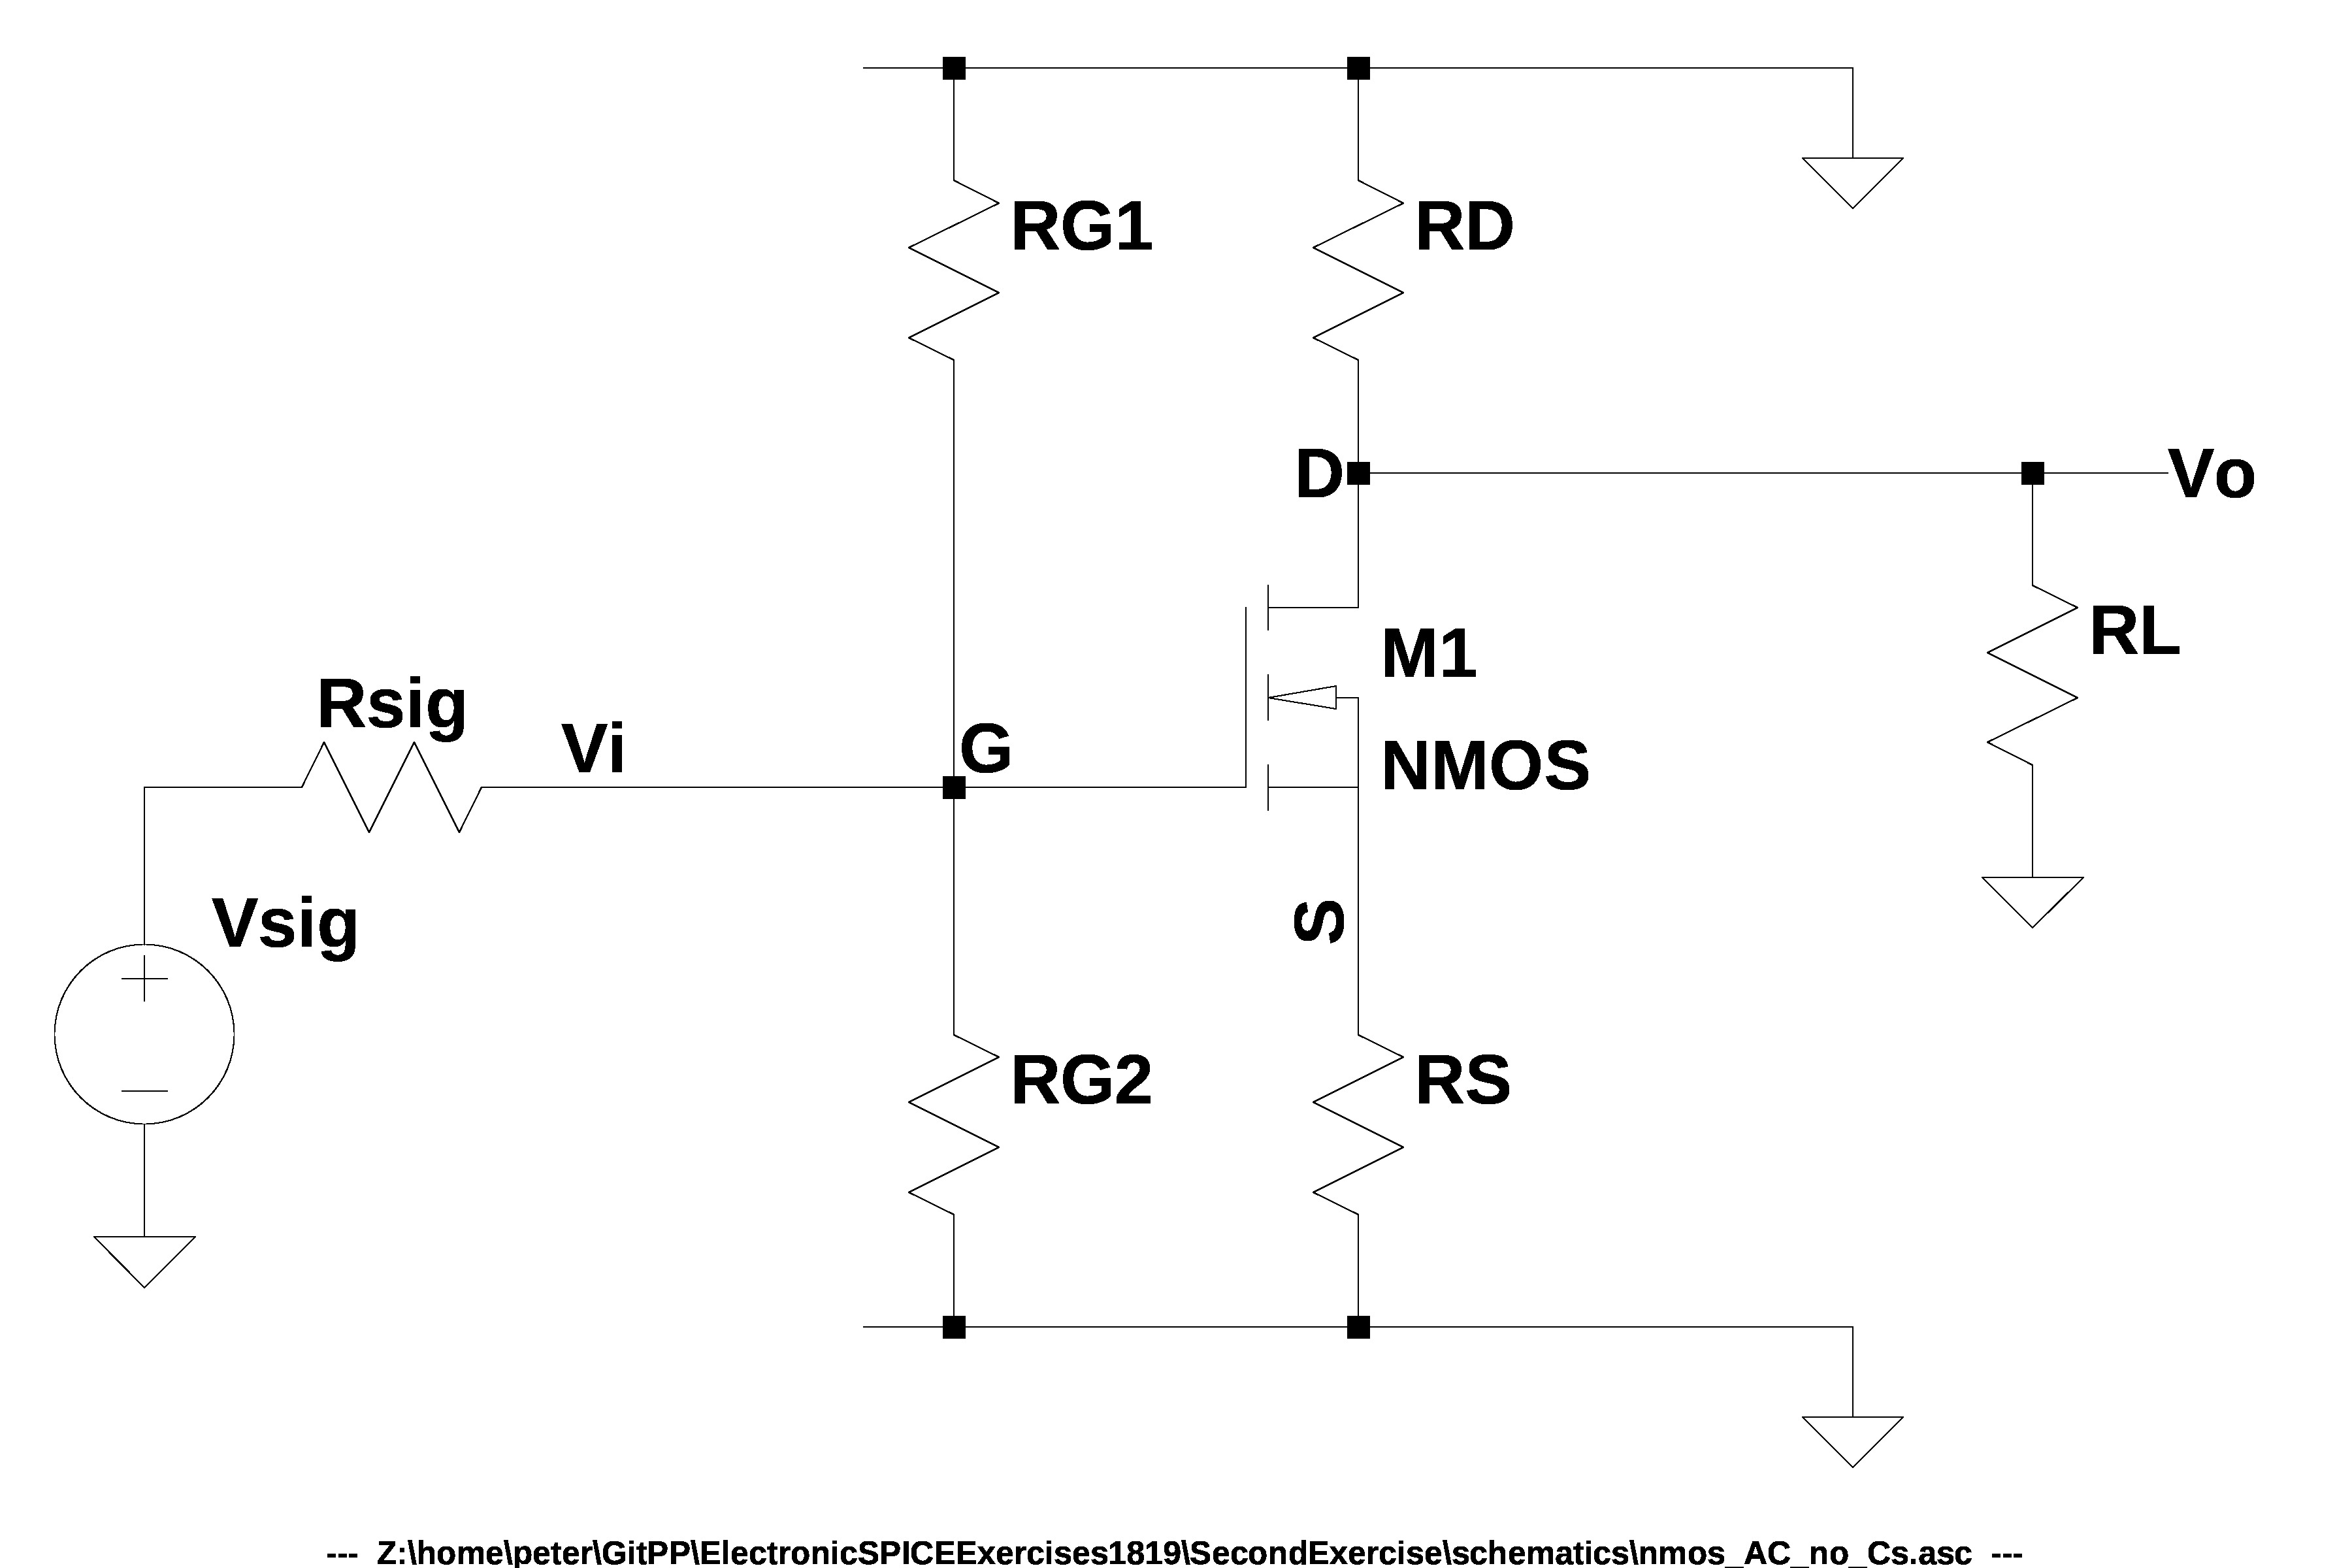 RG1
RD
D
Vo
RL
M1
Rsig
Vi
G
NMOS
Vsig
S
RG2
RS
--- Z:\home\peter\GitPP\ElectronicSPICEExercises1819\SecondExercise\schematics\nmos_AC_no_Cs.asc ---